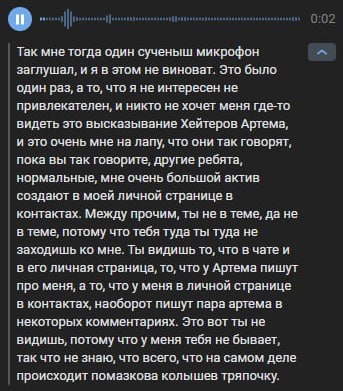 0:02
Так мне тогда один сученыш микрофон
заглушал, и я в этом не виноват. Это было
один раз, а то, что я не интересен не
привлекателен, и никто не хочет меня где-то
видеть это высказывание Хейтеров Артема,
и это очень мне на лапу, что они так говорят,
пока вы так говорите, другие ребята,
нормальные, мне очень большой актив
создают в моей личной странице в
контактах. Между прочим, ты не в теме, да не
в теме, потому что тебя туда ты туда не
заходишь ко мне. Ты видишь то, что в чате и
в его личная страница, то, что у Артема пишут
про меня, а то, что у меня в личной странице
в контактах, наоборот пишут пара артема в
некоторых комментариях. Это вот ты не
видишь, потому что у меня тебя не бывает,
так что не знаю, что всего, что на самом деле
происходит помазкова колышев тряпочку.